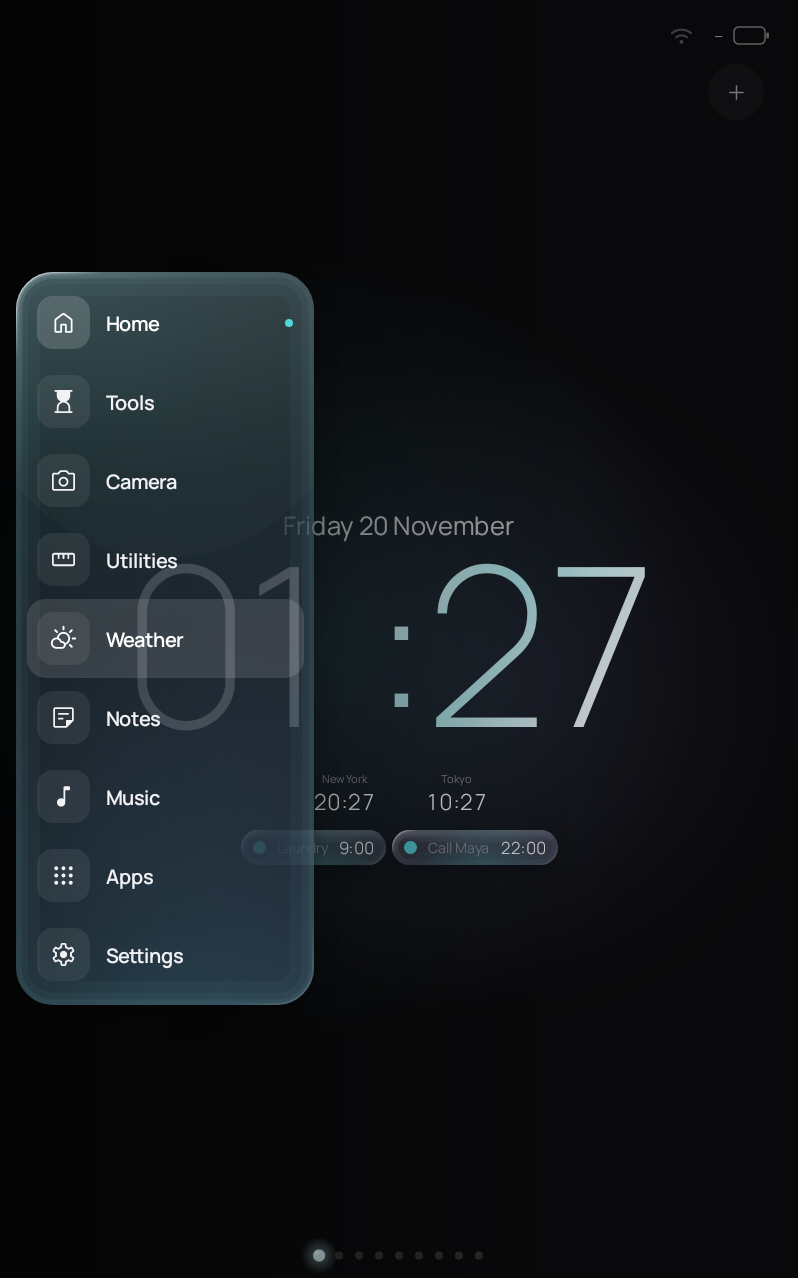 Home
Tools
Camera
Friday 20 November
Utilities
01:27
Weather
Notes
New York
Tokyo
20:27
10:27
Music
Laundry 9:00
Call Maya 22:00
Apps
Settings